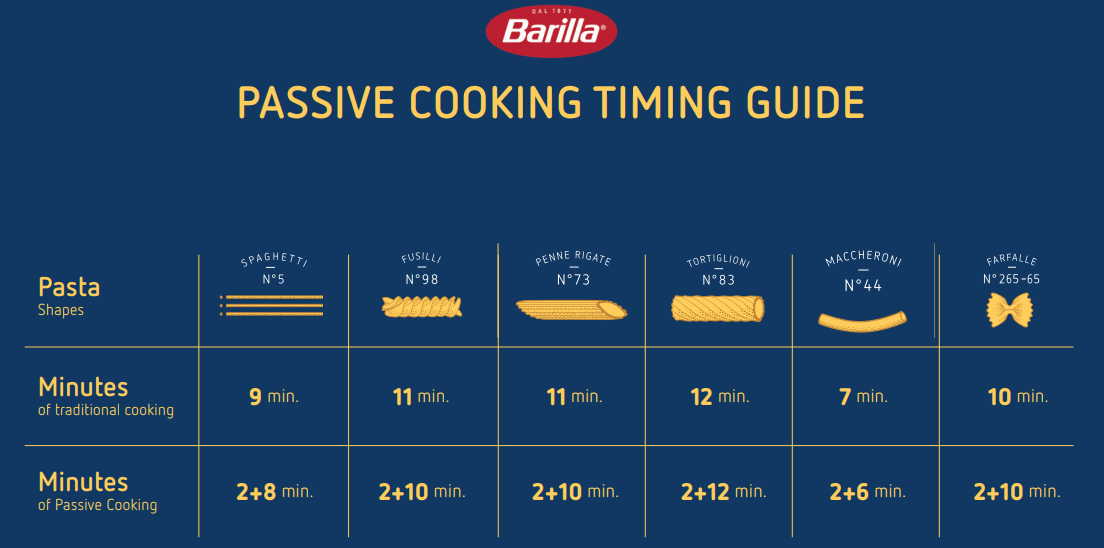 DAL 1877
Barilla®
PASSIVE COOKING TIMING GUIDE
Pasta
Shapes
SPAGHETTI
N°5
FUSILLI
N°98
PENNE RIGATE
N°73
TORTIGLIONI
N°83
MACCHERONI
N°44
FARFALLE
N°265-65
Minutes
of traditional cooking
9 min.
11 min.
11 min.
12 min.
7 min.
10 min.
Minutes
of Passive Cooking
2+8 min.
2+10 min.
2+10 min.
2+12 min.
2+6 min.
2+10 min.